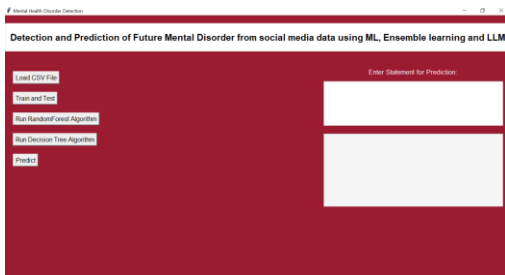 Mental Health Disorder Detection
Detection and Prediction of Future Mental Disorder from social media data using ML, Ensemble learning and LLM
Load CSV File
Enter Statement for Prediction:
Train and Test
Run RandomForest Algorithm
Run Decision Tree Algorithm
Predict